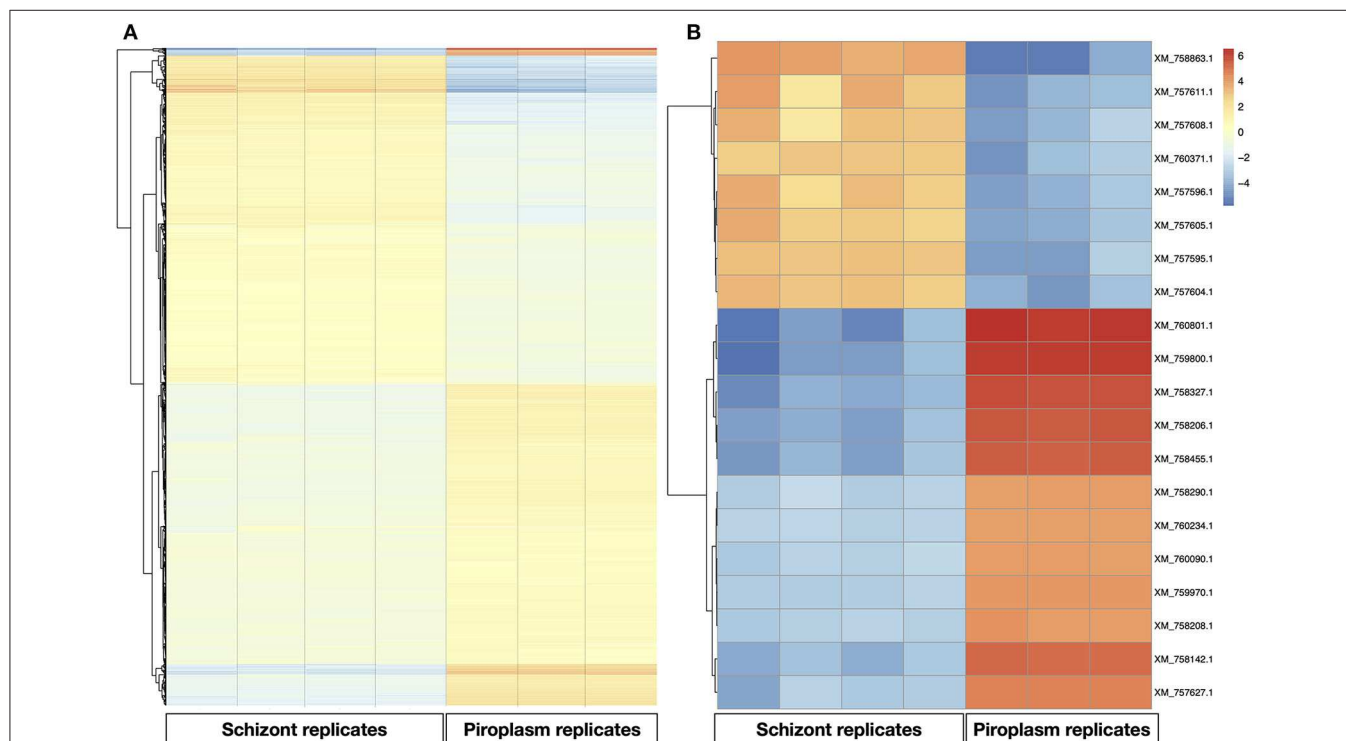 A
B
XM_758863.1
XM_757611.1
XM_757608.1
XM_760371.1
XM_757596.1
XM_757605.1
XM_757595.1
XM_757604.1
XM_760801.1
XM_759800.1
XM_758327.1
XM_758206.1
XM_758455.1
XM_758290.1
XM_760234.1
XM_760090.1
XM_759970.1
XM_758208.1
XM_758142.1
XM_757627.1
6
4
2
0
−2
−4
Schizont replicates
Piroplasm replicates
Schizont replicates
Piroplasm replicates